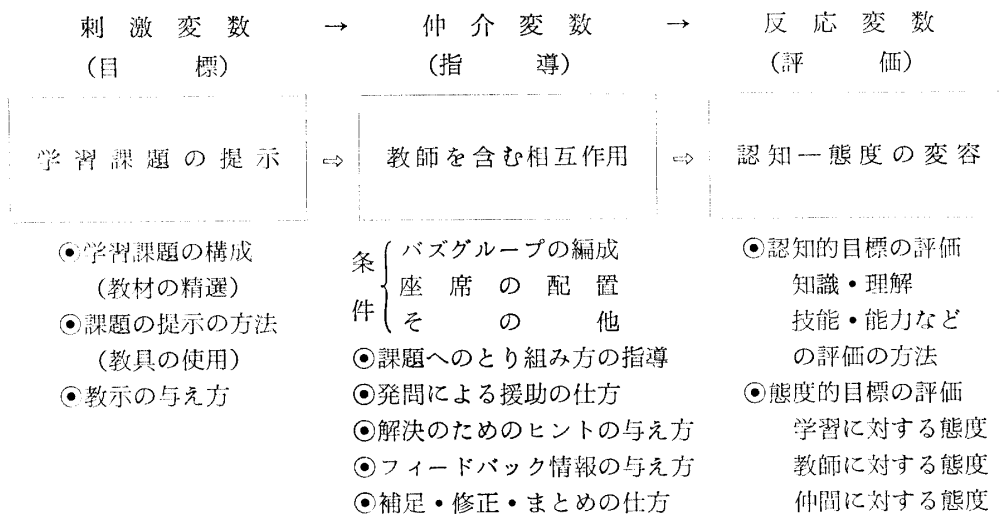 刺激変数 → 仲介変数 → 反応変数
(目標) (指導) (評価)
学習課題の提示 ⇨ 教師を含む相互作用 ⇨ 認知―態度の変容
◉学習課題の構成
(教材の精選)
◉課題の提示の方法
(教具の使用)
◉教示の与え方
条件{
バズグループの編成
座席の配置
その他
◉課題へのとり組み方の指導
◉発問による援助の仕方
◉解決のためのヒントの与え方
◉フィードバック情報の与え方
◉補足・修正・まとめの仕方
◉認知的目標の評価
知識・理解
技能・能力など
の評価の方法
◉態度的目標の評価
学習に対する態度
教師に対する態度
仲間に対する態度